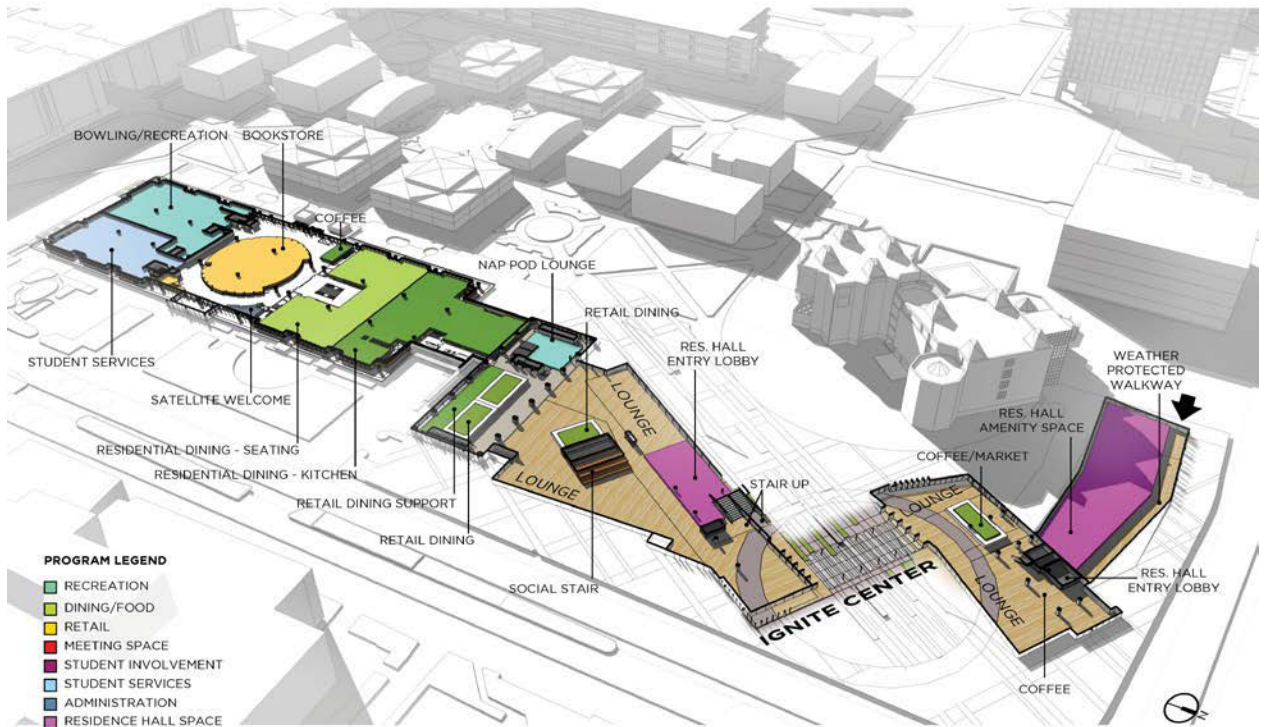 BOWLING/RECREATION
BOOKSTORE
COFFEE
NAP POD LOUNGE
RETAIL DINING
RES. HALL
ENTRY LOBBY
WEATHER
PROTECTED
WALKWAY
RES. HALL
AMENITY SPACE
COFFEE/MARKET
STUDENT SERVICES
SATELLITE WELCOME
RESIDENTIAL DINING - SEATING
RESIDENTIAL DINING - KITCHEN
RETAIL DINING SUPPORT
RETAIL DINING
SOCIAL STAIR
LOUNGE
LOUNGE
STAIR UP
IGNITE CENTER
LOUNGE
LOUNGE
RES. HALL
ENTRY LOBBY
COFFEE
PROGRAM LEGEND
RECREATION
DINING/FOOD
RETAIL
MEETING SPACE
STUDENT INVOLVEMENT
STUDENT SERVICES
ADMINISTRATION
RESIDENCE HALL SPACE
N